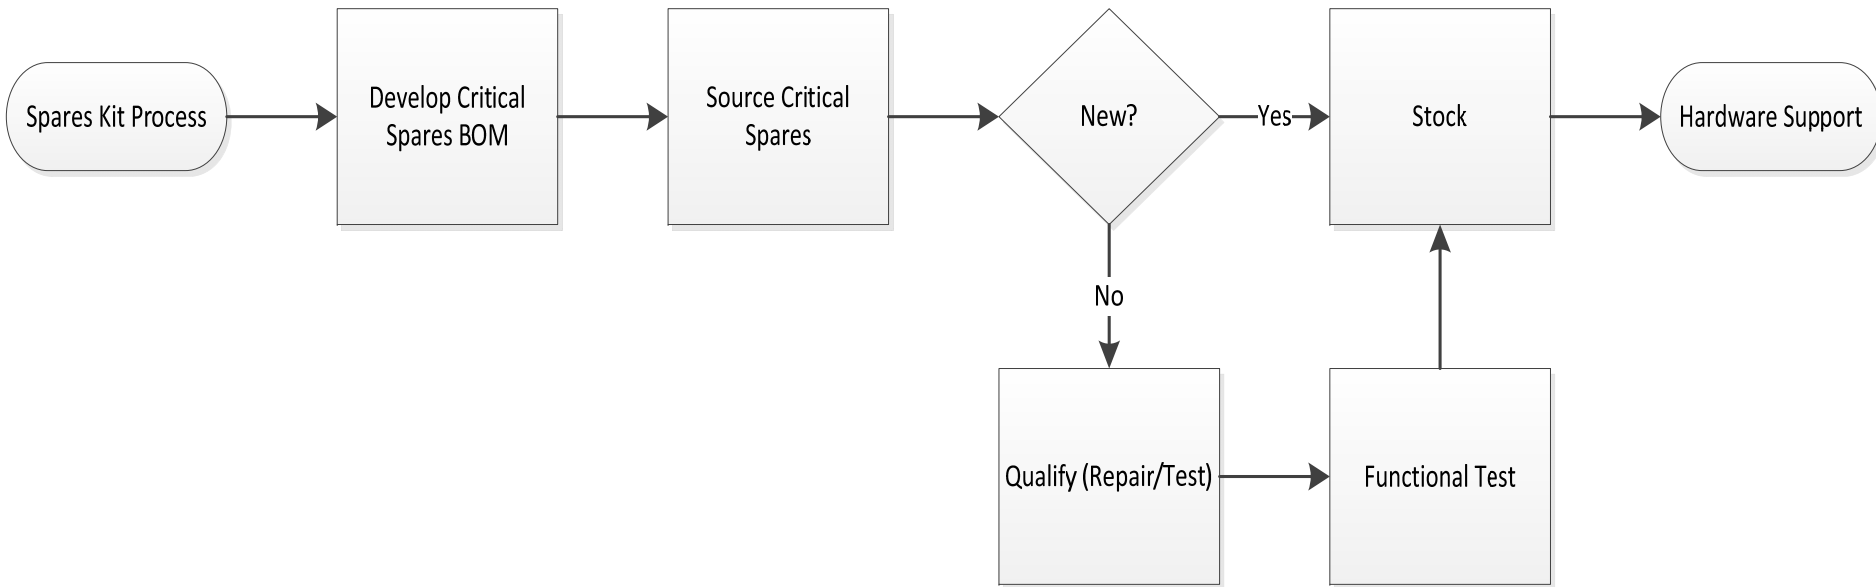 Spares Kit Process
Develop Critical
Spares BOM
Source Critical
Spares
New?
Yes
Stock
Hardware Support
No
Qualify (Repair/Test)
Functional Test